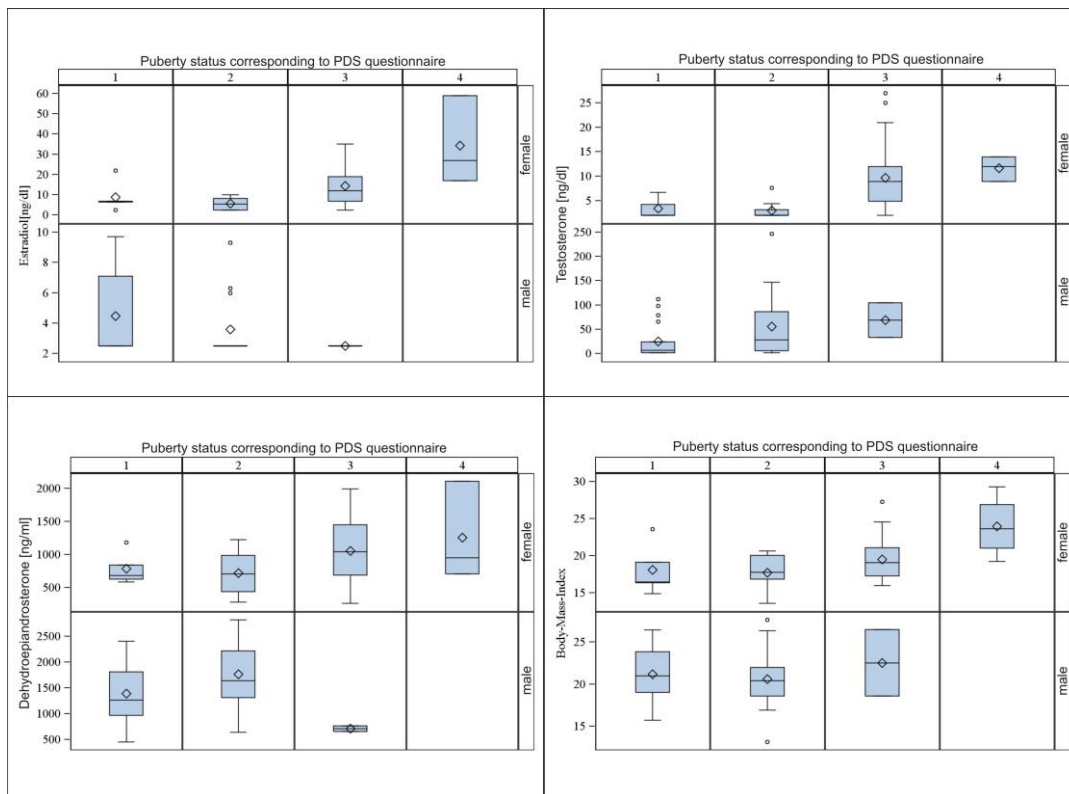 Puberty status corresponding to PDS questionnaire
1 2 3 4
Estradiol[ng/dl]
60
50
40
30
20
10
0
female
10
8
6
4
2
male
Puberty status corresponding to PDS questionnaire
1 2 3 4
Testosterone [ng/dl]
25
20
15
10
5
female
250
200
150
100
50
0
male
Puberty status corresponding to PDS questionnaire
1 2 3 4
Dehydroepiandrosterone [ng/ml]
2000
1500
1000
500
female
2500
2000
1500
1000
500
male
Puberty status corresponding to PDS questionnaire
1 2 3 4
Body-Mass-Index
30
25
20
15
female
25
20
15
male